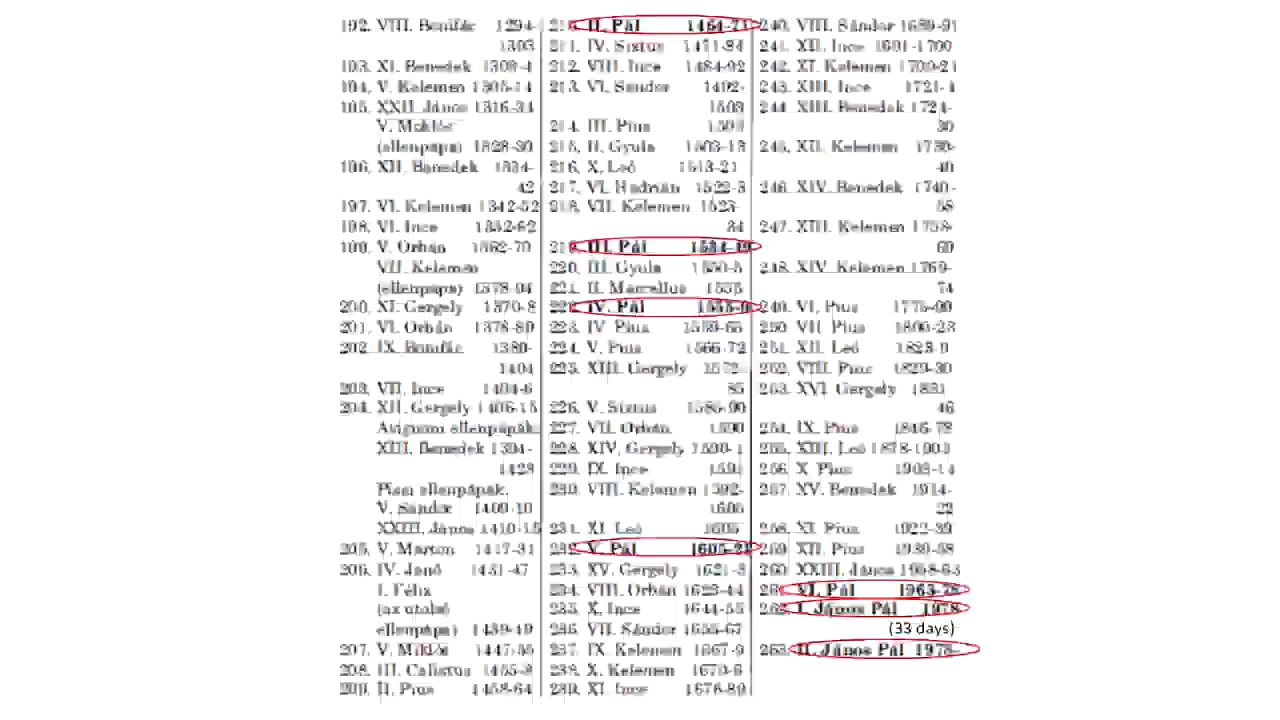 192. VIII. Bonifác 1294-
1303
193. XI. Benedek 1303-4
194. V. Kelemen 1305-14
195. XXII. János 1316-34
V. Miklós
(ellenpápa) 1328-30
196. XII. Benedek 1334-
42
197. VI. Kelemen 1342-52
198. VI. Ince 1352-62
199. V. Orbán 1362-70
VII. Kelemen
(ellenpápa) 1378-94
200. XI. Gergely 1370-8
201. VI. Orbán 1378-89
202. IX. Bonifác 1389-
1404
203. VII. Ince 1404-6
204. XII. Gergely 1406-15
Avignoni ellenpápák:
XIII. Benedek 1394-
1423
Pisai ellenpápák:
V. Sándor 1409-10
XXIII. János 1410-15
205. V. Márton 1417-31
206. IV. Jenő 1431-47
I. Félix
(az utolsó
ellenpápa) 1439-49
207. V. Miklós 1447-55
208. III. Calixtus 1455-8
209. II. Pius 1458-64
210. II. Pál 1464-71
211. IV. Sixtus 1471-84
212. VIII. Ince 1484-92
213. VI. Sándor 1492-
1503
214. III. Pius 1503
215. II. Gyula 1503-13
216. X. Leó 1513-21
217. VI. Hadrián 1522-3
218. VII. Kelemen 1523-
34
219. III. Pál 1534-49
220. III. Gyula 1550-5
221. II. Marcellus 1555
222. IV. Pál 1555-9
223. IV. Pius 1559-65
224. V. Pius 1566-72
225. XIII. Gergely 1572-
85
226. V. Sixtus 1585-90
227. VII. Orbán 1590
228. XIV. Gergely 1590-1
229. IX. Ince 1591
230. VIII. Kelemen 1592-
1605
231. XI. Leó 1605
232. V. Pál 1605-21
233. XV. Gergely 1621-3
234. VIII. Orbán 1623-44
235. X. Ince 1644-55
236. VII. Sándor 1655-67
237. IX. Kelemen 1667-9
238. X. Kelemen 1670-6
239. XI. Ince 1676-89
240. VIII. Sándor 1689-91
241. XII. Ince 1691-1700
242. XI. Kelemen 1700-21
243. XIII. Ince 1721-4
244. XIII. Benedek 1724-
30
245. XII. Kelemen 1730-
40
246. XIV. Benedek 1740-
58
247. XIII. Kelemen 1758-
69
248. XIV. Kelemen 1769-
74
249. VI. Pius 1775-99
250. VII. Pius 1800-23
251. XII. Leó 1823-9
252. VIII. Pius 1829-30
253. XVI. Gergely 1831-
46
254. IX. Pius 1846-78
255. XIII. Leó 1878-1903
256. X. Pius 1903-14
257. XV. Benedek 1914-
22
258. XI. Pius 1922-39
259. XII. Pius 1939-58
260. XXIII. János 1958-63
261. VI. Pál 1963-78
262. I. János Pál 1978
(33 days)
263. II. János Pál 1978-